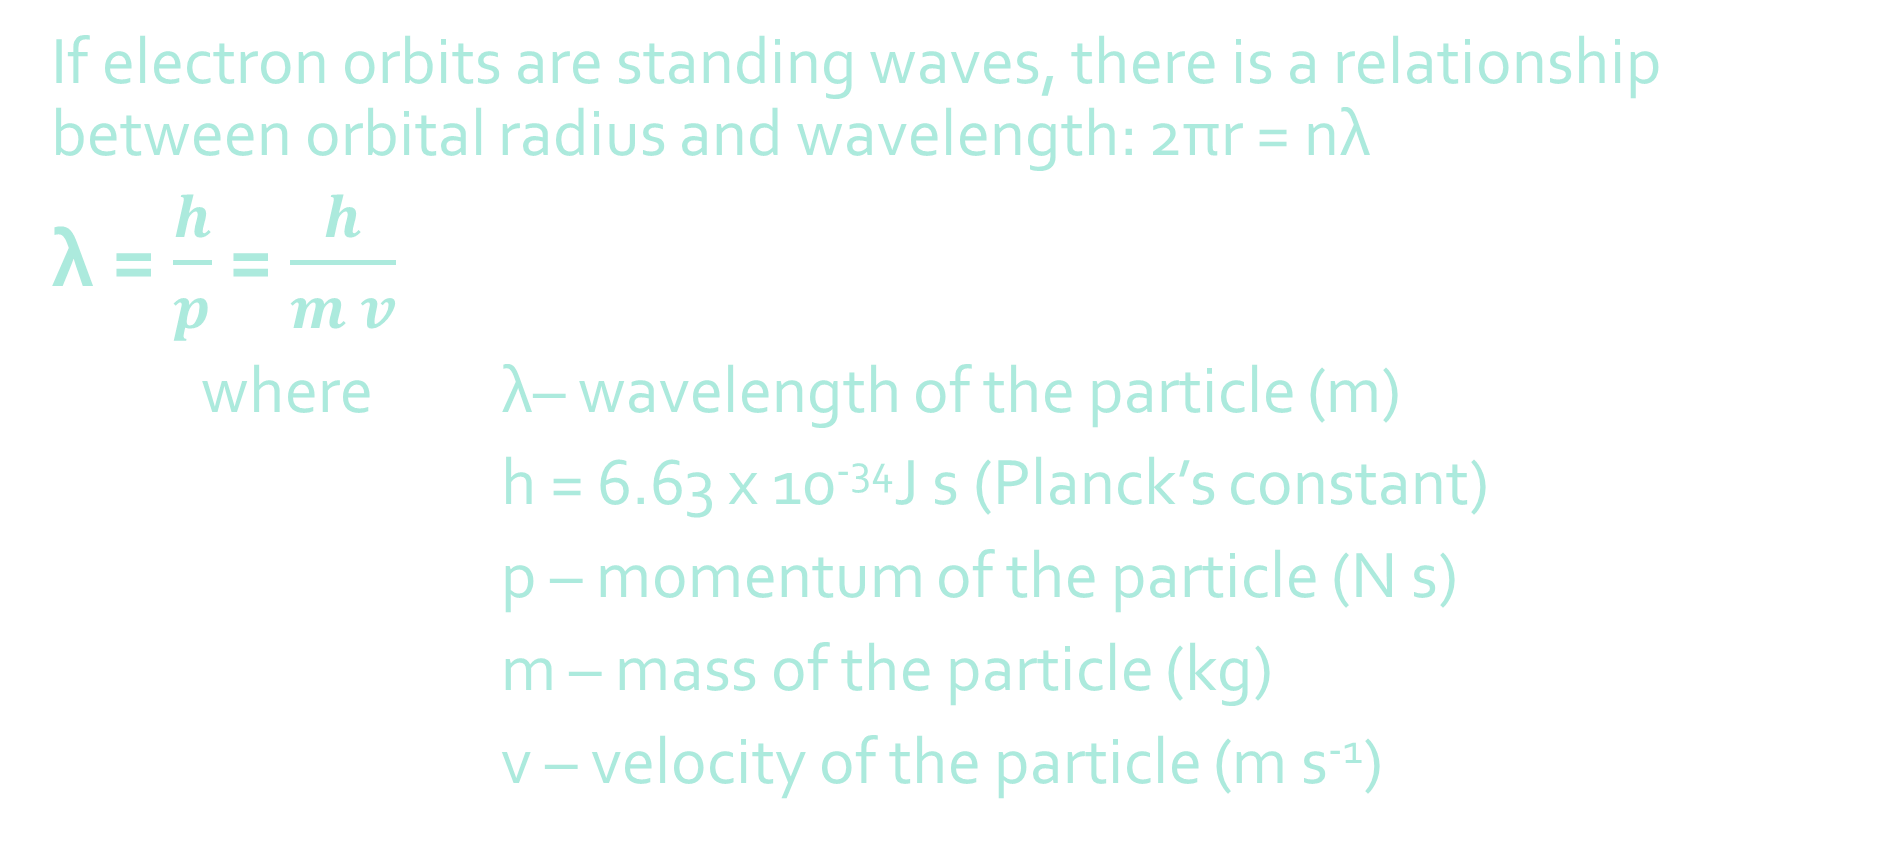 If electron orbits are standing waves, there is a relationship
between orbital radius and wavelength: 2πr = nλ
λ = h/p = h/(m v)
where λ– wavelength of the particle (m)
h = 6.63 x 10⁻³⁴J s (Planck’s constant)
p – momentum of the particle (N s)
m – mass of the particle (kg)
v – velocity of the particle (m s⁻¹)